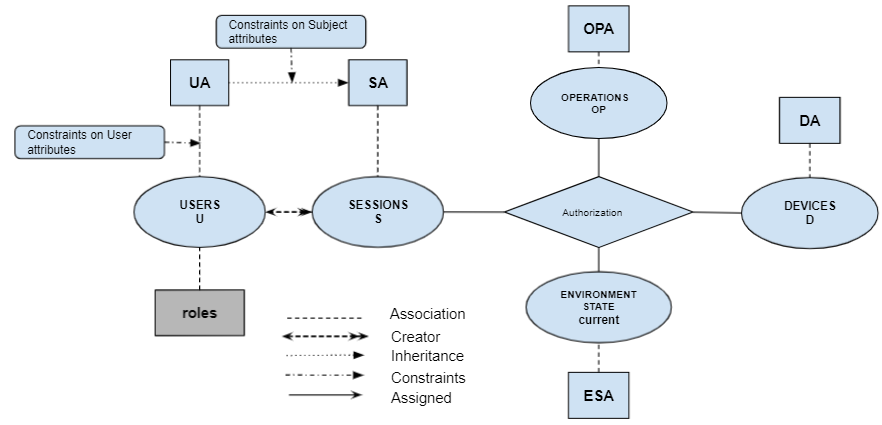 Constraints on Subject
attributes
OPA
UA
SA
OPERATIONS
OP
DA
Constraints on User
attributes
USERS
U
SESSIONS
S
Authorization
DEVICES
D
roles
ENVIRONMENT
STATE
current
Association
Creator
Inheritance
Constraints
Assigned
ESA